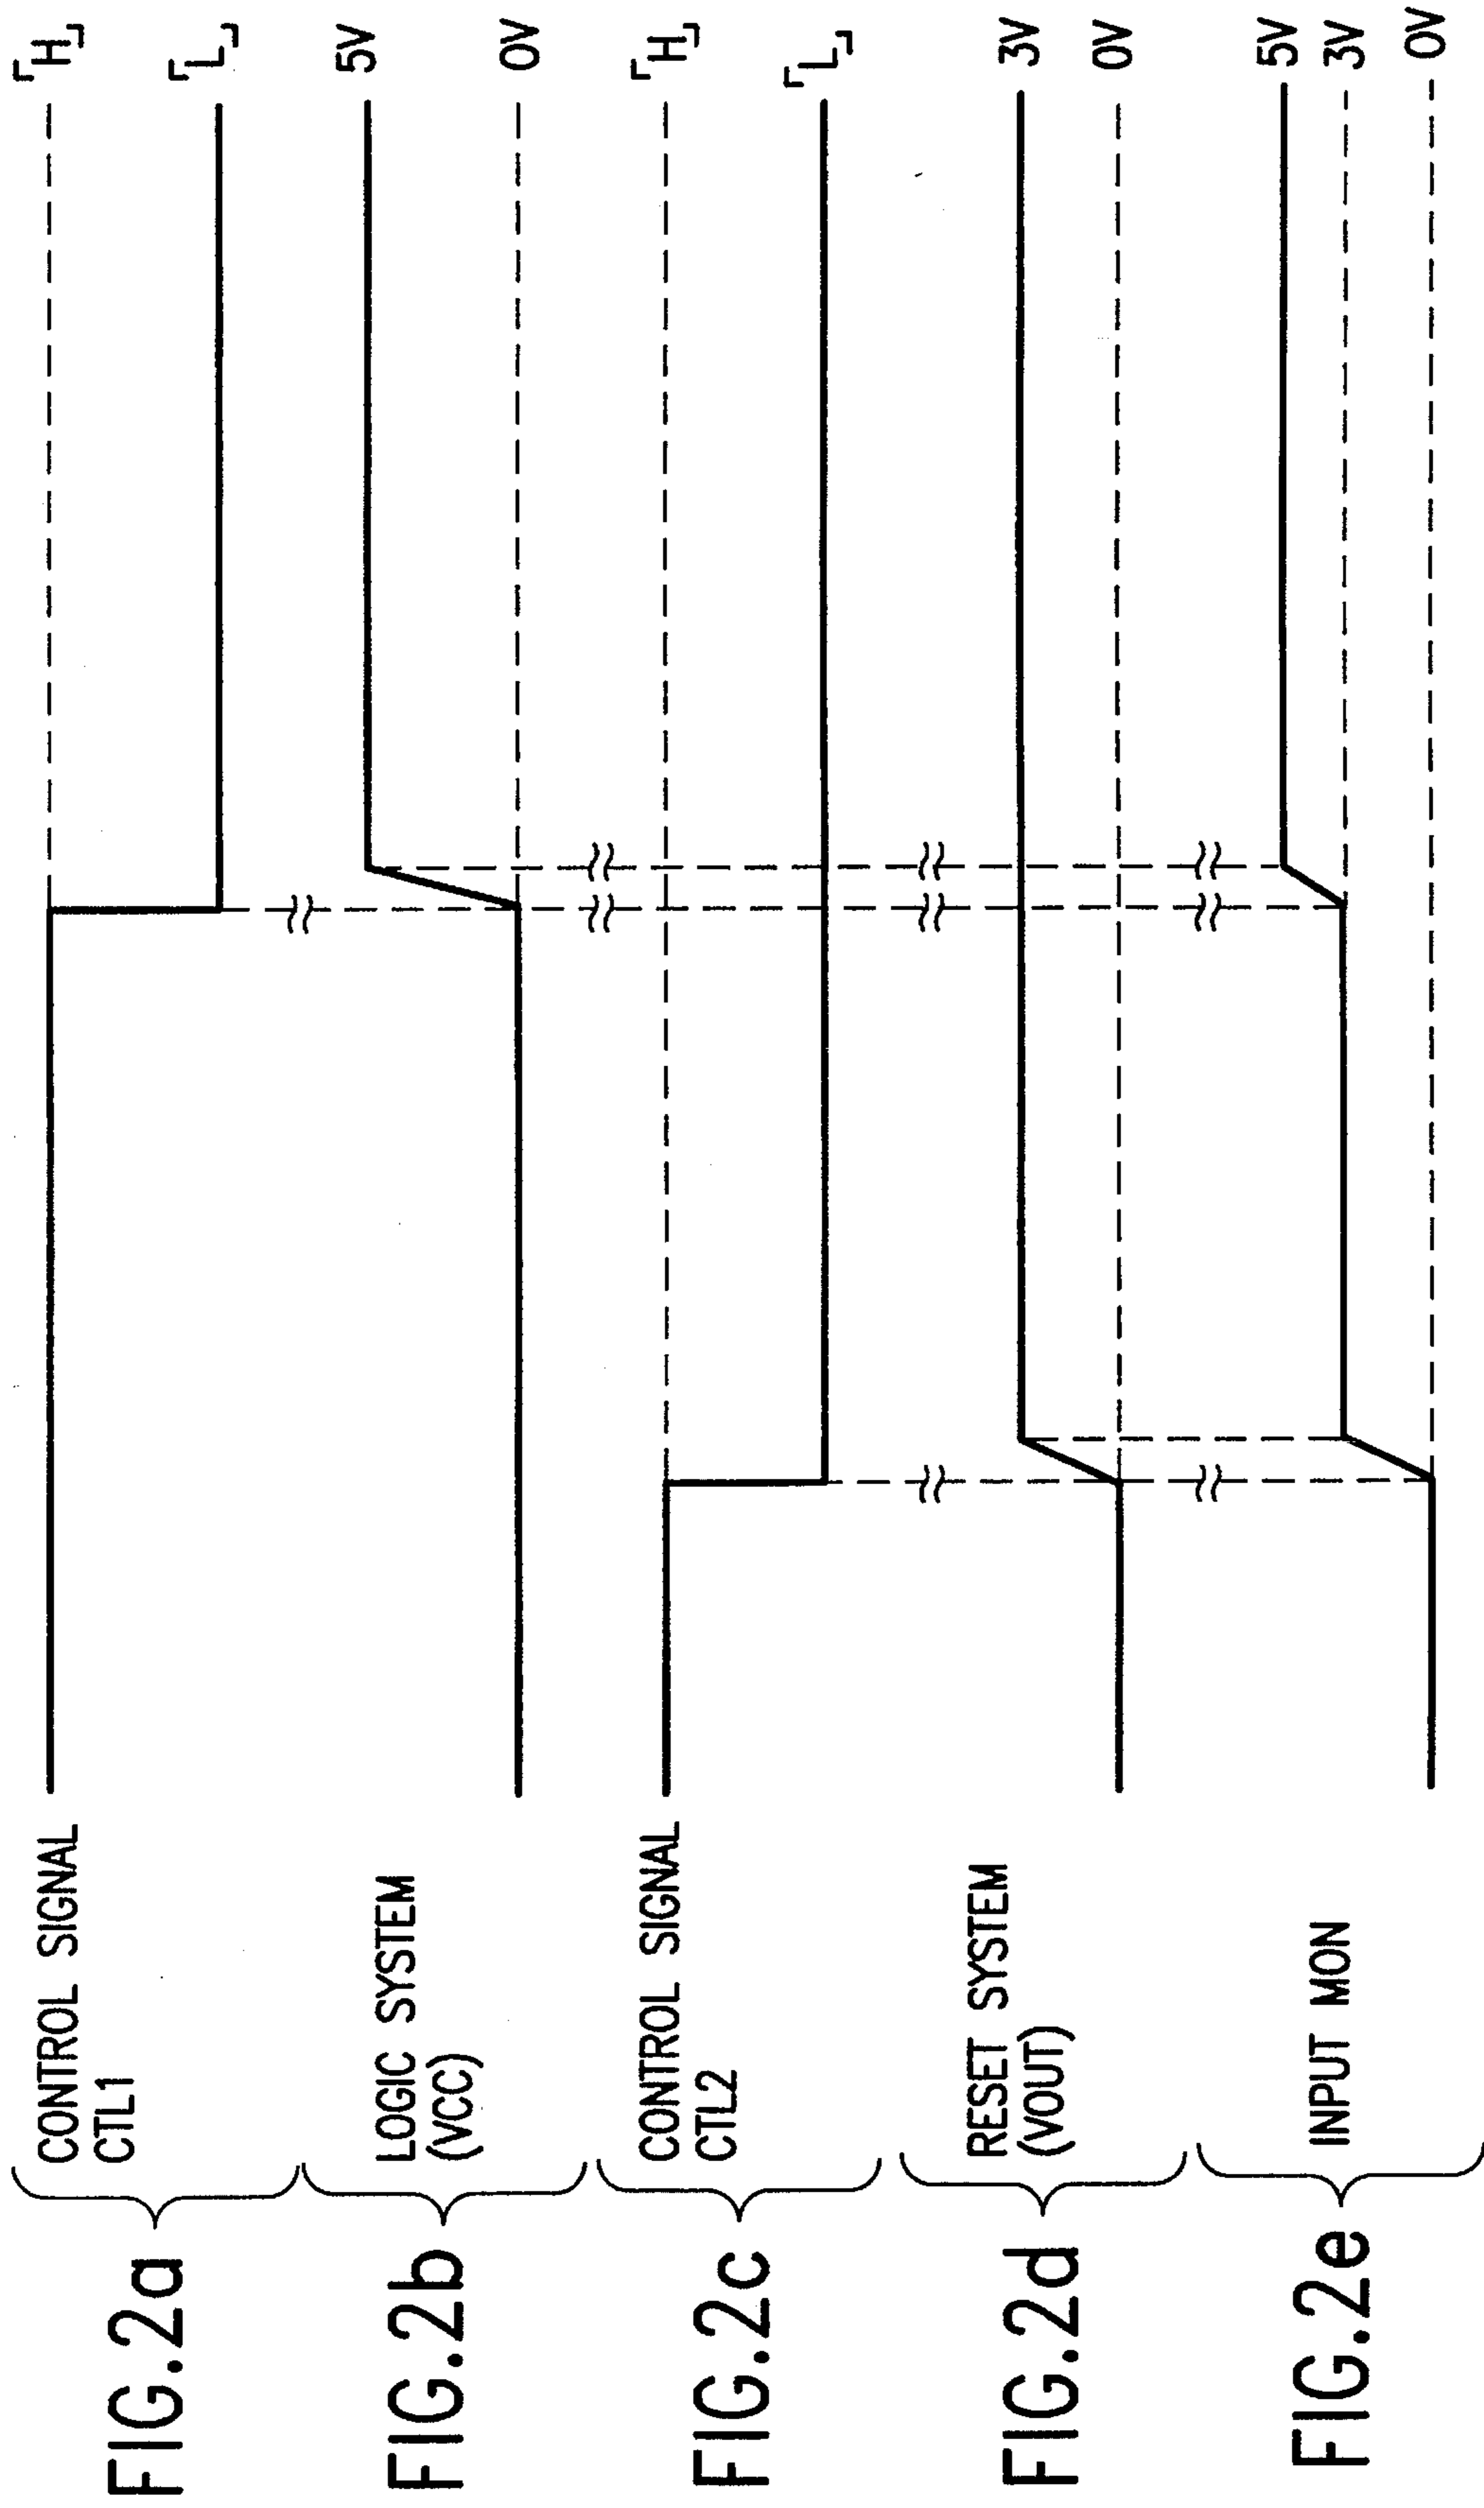 FIG.2a
CONTROL SIGNAL
CTL1
「H」
「L」
FIG.2b
LOGIC SYSTEM
(VCC)
5V
0V
FIG.2c
CONTROL SIGNAL
CTL2
「H」
「L」
FIG.2d
RESET SYSTEM
(VOUT)
3V
0V
FIG.2e
INPUT MON
5V
3V
0V